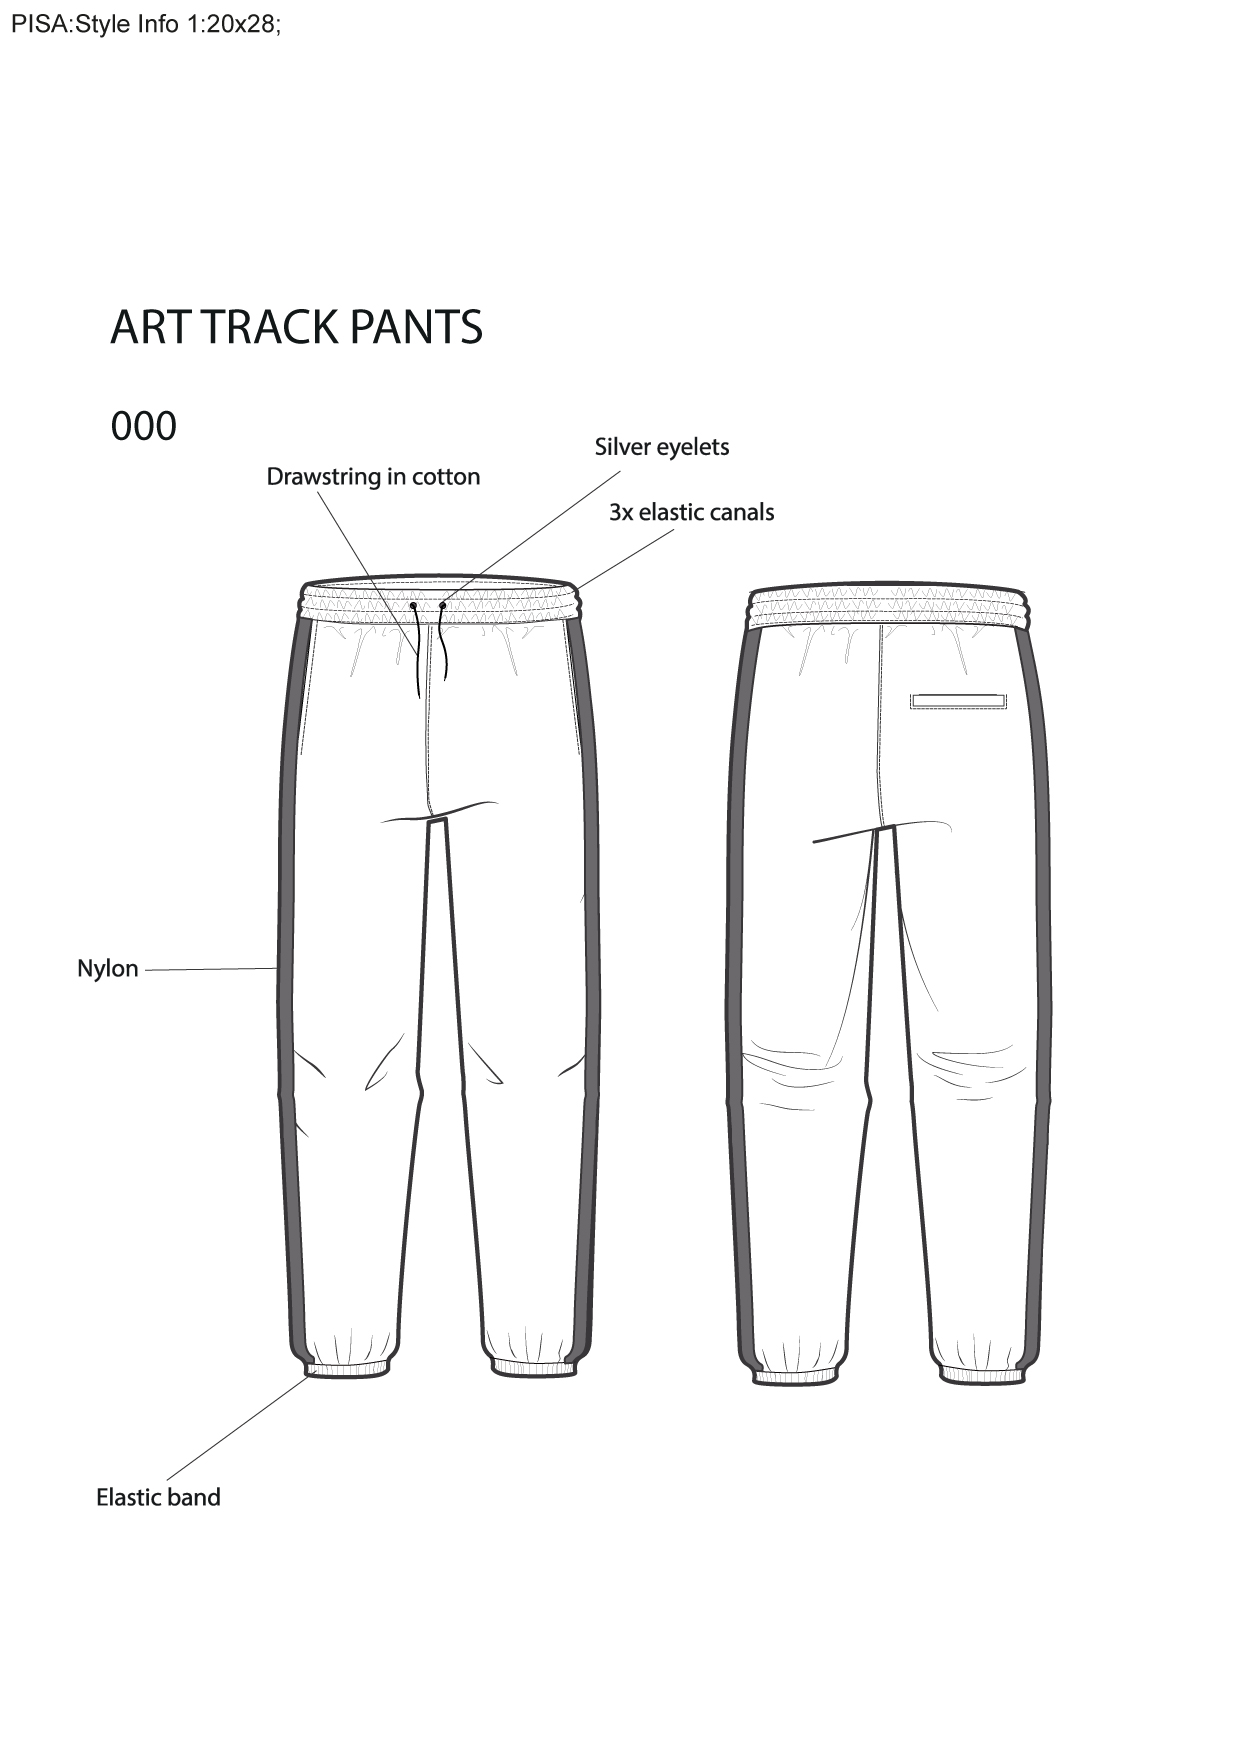 PISA:Style Info 1:20x28;
ART TRACK PANTS
000
Silver eyelets
Drawstring in cotton
3x elastic canals
Nylon
Elastic band